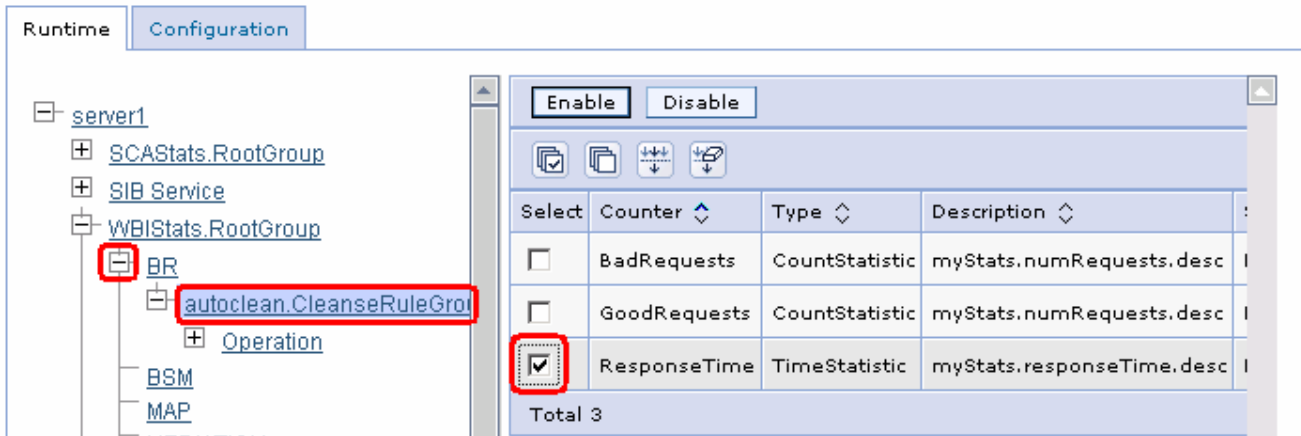 Runtime
Configuration
server1
SCAStats.RootGroup
SIB Service
WBIStats.RootGroup
BR
autoclean.CleanseRuleGro
Operation
BSM
MAP
Enable Disable
Select Counter Type Description
BadRequests CountStatistic myStats.numRequests.desc
GoodRequests CountStatistic myStats.numRequests.desc
ResponseTime TimeStatistic myStats.responseTime.desc
Total 3